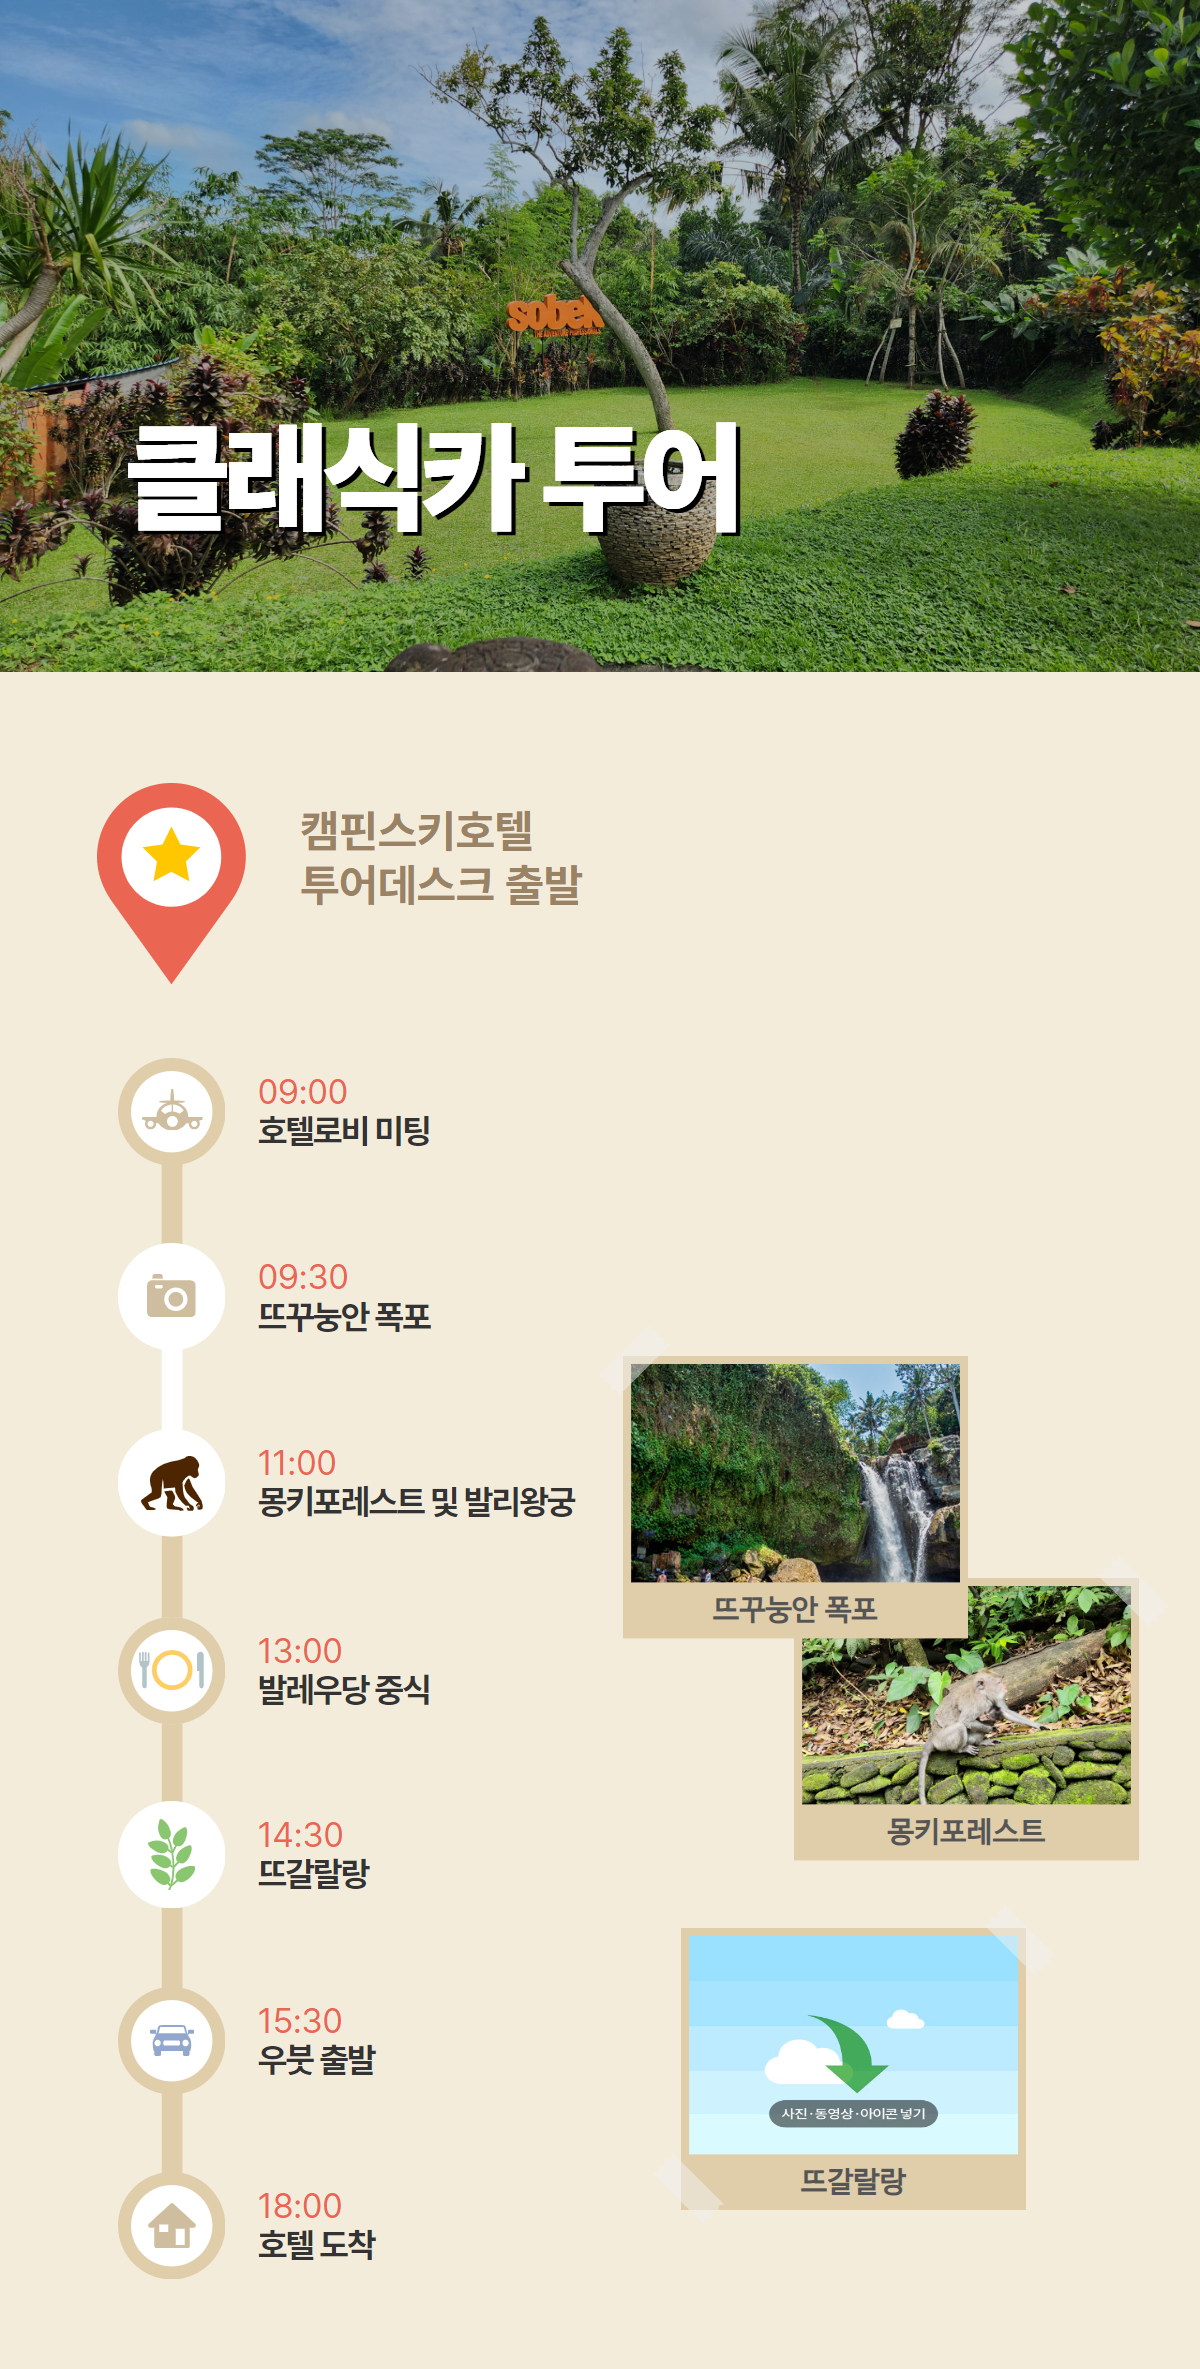 sobek
클래식카 투어
캠핀스키호텔
투어데스크 출발
09:00
호텔로비 미팅
09:30
뜨꾸눙안 폭포
11:00
몽키포레스트 및 발리왕궁
뜨꾸눙안 폭포
13:00
발레우당 중식
몽키포레스트
14:30
뜨갈랄랑
15:30
우붓 출발
사진·동영상·아이콘 넣기
뜨갈랄랑
18:00
호텔 도착